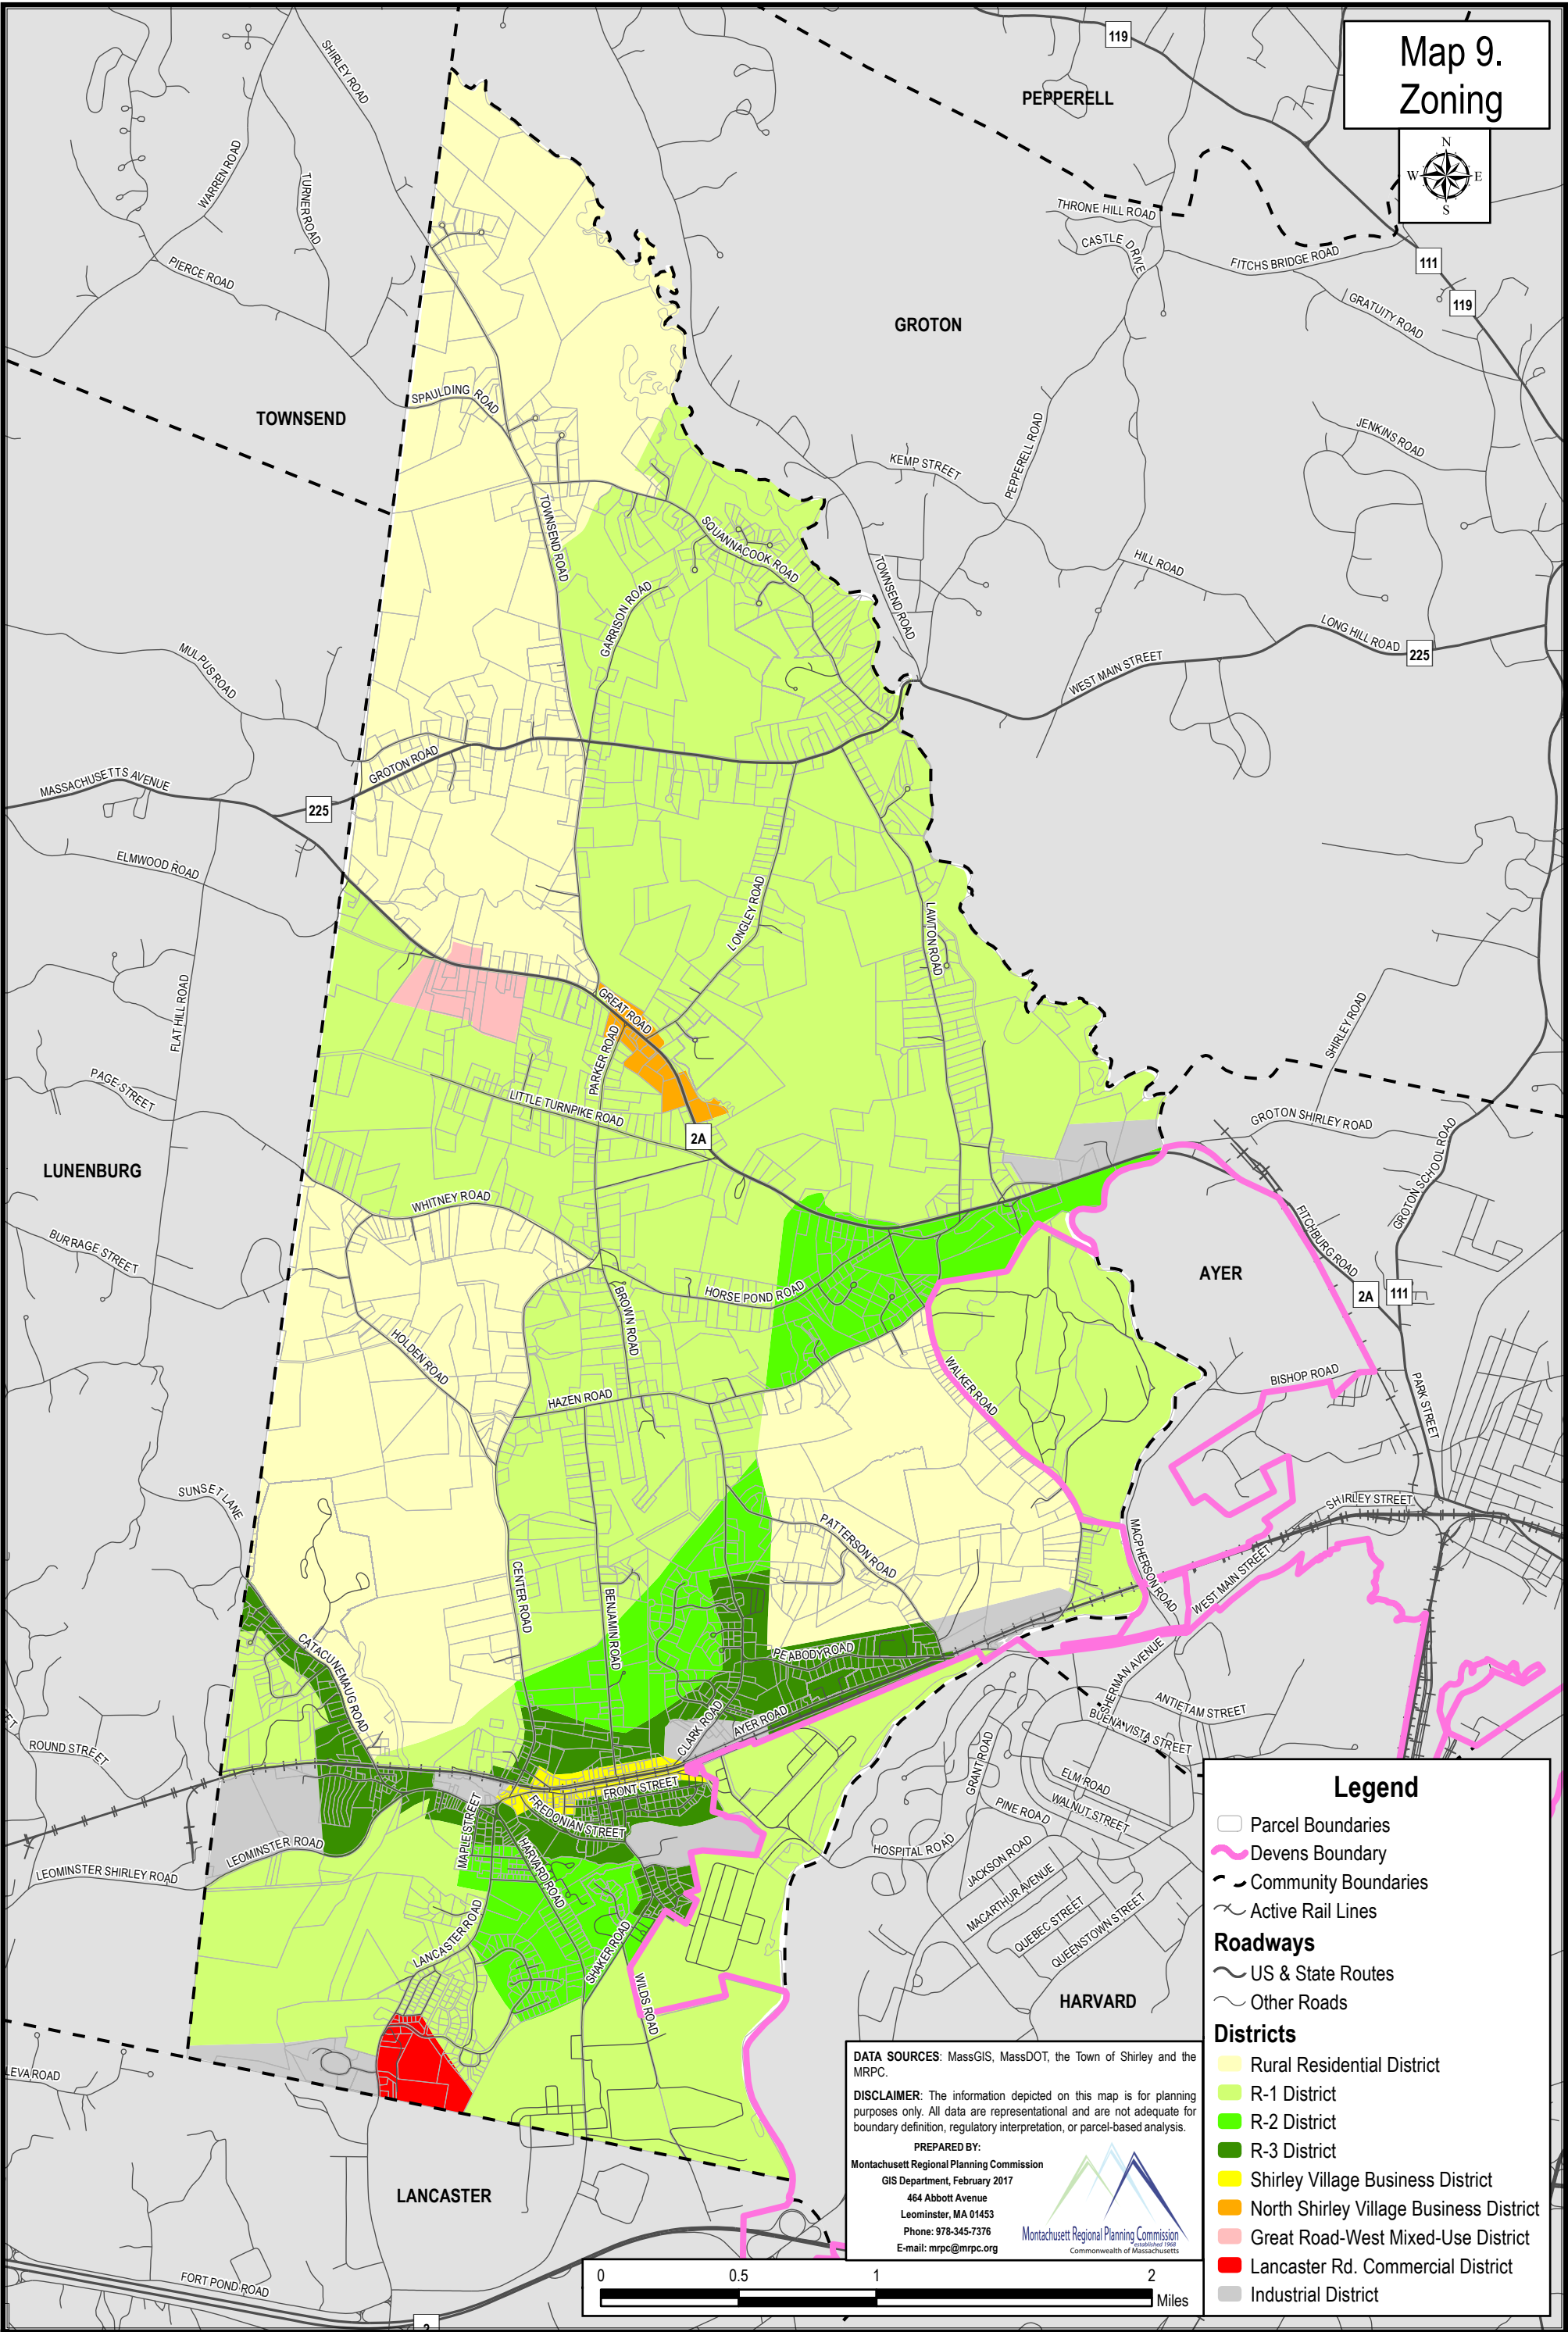 Map 9.
Zoning
N
W
E
S
119
PEPPERELL
SHIRLEY ROAD
WARREN ROAD
TURNER ROAD
PIERCE ROAD
THRONE HILL ROAD
CASTLE DRIVE
FITCHS BRIDGE ROAD
111
119
GRATUITY ROAD
GROTON
TOWNSEND
SPAULDING ROAD
JENKINS ROAD
PEPPERELL ROAD
KEMP STREET
TOWNSEND ROAD
SQUANNACOOK ROAD
TOWNSEND ROAD
HILL ROAD
GARRISON ROAD
LONG HILL ROAD
225
MULPUS ROAD
WEST MAIN STREET
GROTON ROAD
MASSACHUSETTS AVENUE
225
ELMWOOD ROAD
LONGLEY ROAD
LAWTON ROAD
FLAT HILL ROAD
GREAT ROAD
SHIRLEY ROAD
PARKER ROAD
PAGE STREET
LITTLE TURNPIKE ROAD
2A
GROTON SHIRLEY ROAD
GROTON SCHOOL ROAD
LUNENBURG
WHITNEY ROAD
BURRAGE STREET
FITCHBURG ROAD
AYER
HORSE POND ROAD
BROWN ROAD
2A
111
HOLDEN ROAD
WALKER ROAD
BISHOP ROAD
PARK STREET
HAZEN ROAD
SUNSET LANE
SHIRLEY STREET
PATTERSON ROAD
MACPHERSON ROAD
WEST MAIN STREET
CENTER ROAD
BENJAMIN ROAD
CATACUNEMAUG ROAD
PEABODY ROAD
SHERMAN AVENUE
ANTIETAM STREET
BUENA VISTA STREET
CLARK ROAD
AYER ROAD
ROUND STREET
GRANT ROAD
ELM ROAD
WALNUT STREET
PINE ROAD
FRONT STREET
FREDONIAN STREET
MAPLE STREET
HARVARD ROAD
LEOMINSTER ROAD
LEOMINSTER SHIRLEY ROAD
HOSPITAL ROAD
JACKSON ROAD
MACARTHUR AVENUE
QUEBEC STREET
QUEENSTOWN STREET
LANCASTER ROAD
SHAKER ROAD
WILDS ROAD
HARVARD
LEVA ROAD
LANCASTER
FORT POND ROAD
2
Legend
Parcel Boundaries
Devens Boundary
Community Boundaries
Active Rail Lines
Roadways
US & State Routes
Other Roads
Districts
Rural Residential District
R-1 District
R-2 District
R-3 District
Shirley Village Business District
North Shirley Village Business District
Great Road-West Mixed-Use District
Lancaster Rd. Commercial District
Industrial District
DATA SOURCES: MassGIS, MassDOT, the Town of Shirley and the
MRPC.
DISCLAIMER: The information depicted on this map is for planning
purposes only. All data are representational and are not adequate for
boundary definition, regulatory interpretation, or parcel-based analysis.
PREPARED BY:
Montachusett Regional Planning Commission
GIS Department, February 2017
464 Abbott Avenue
Leominster, MA 01453
Phone: 978-345-7376
E-mail: mrpc@mrpc.org
Montachusett Regional Planning Commission
established 1968
Commonwealth of Massachusetts
0
0.5
1
2
Miles